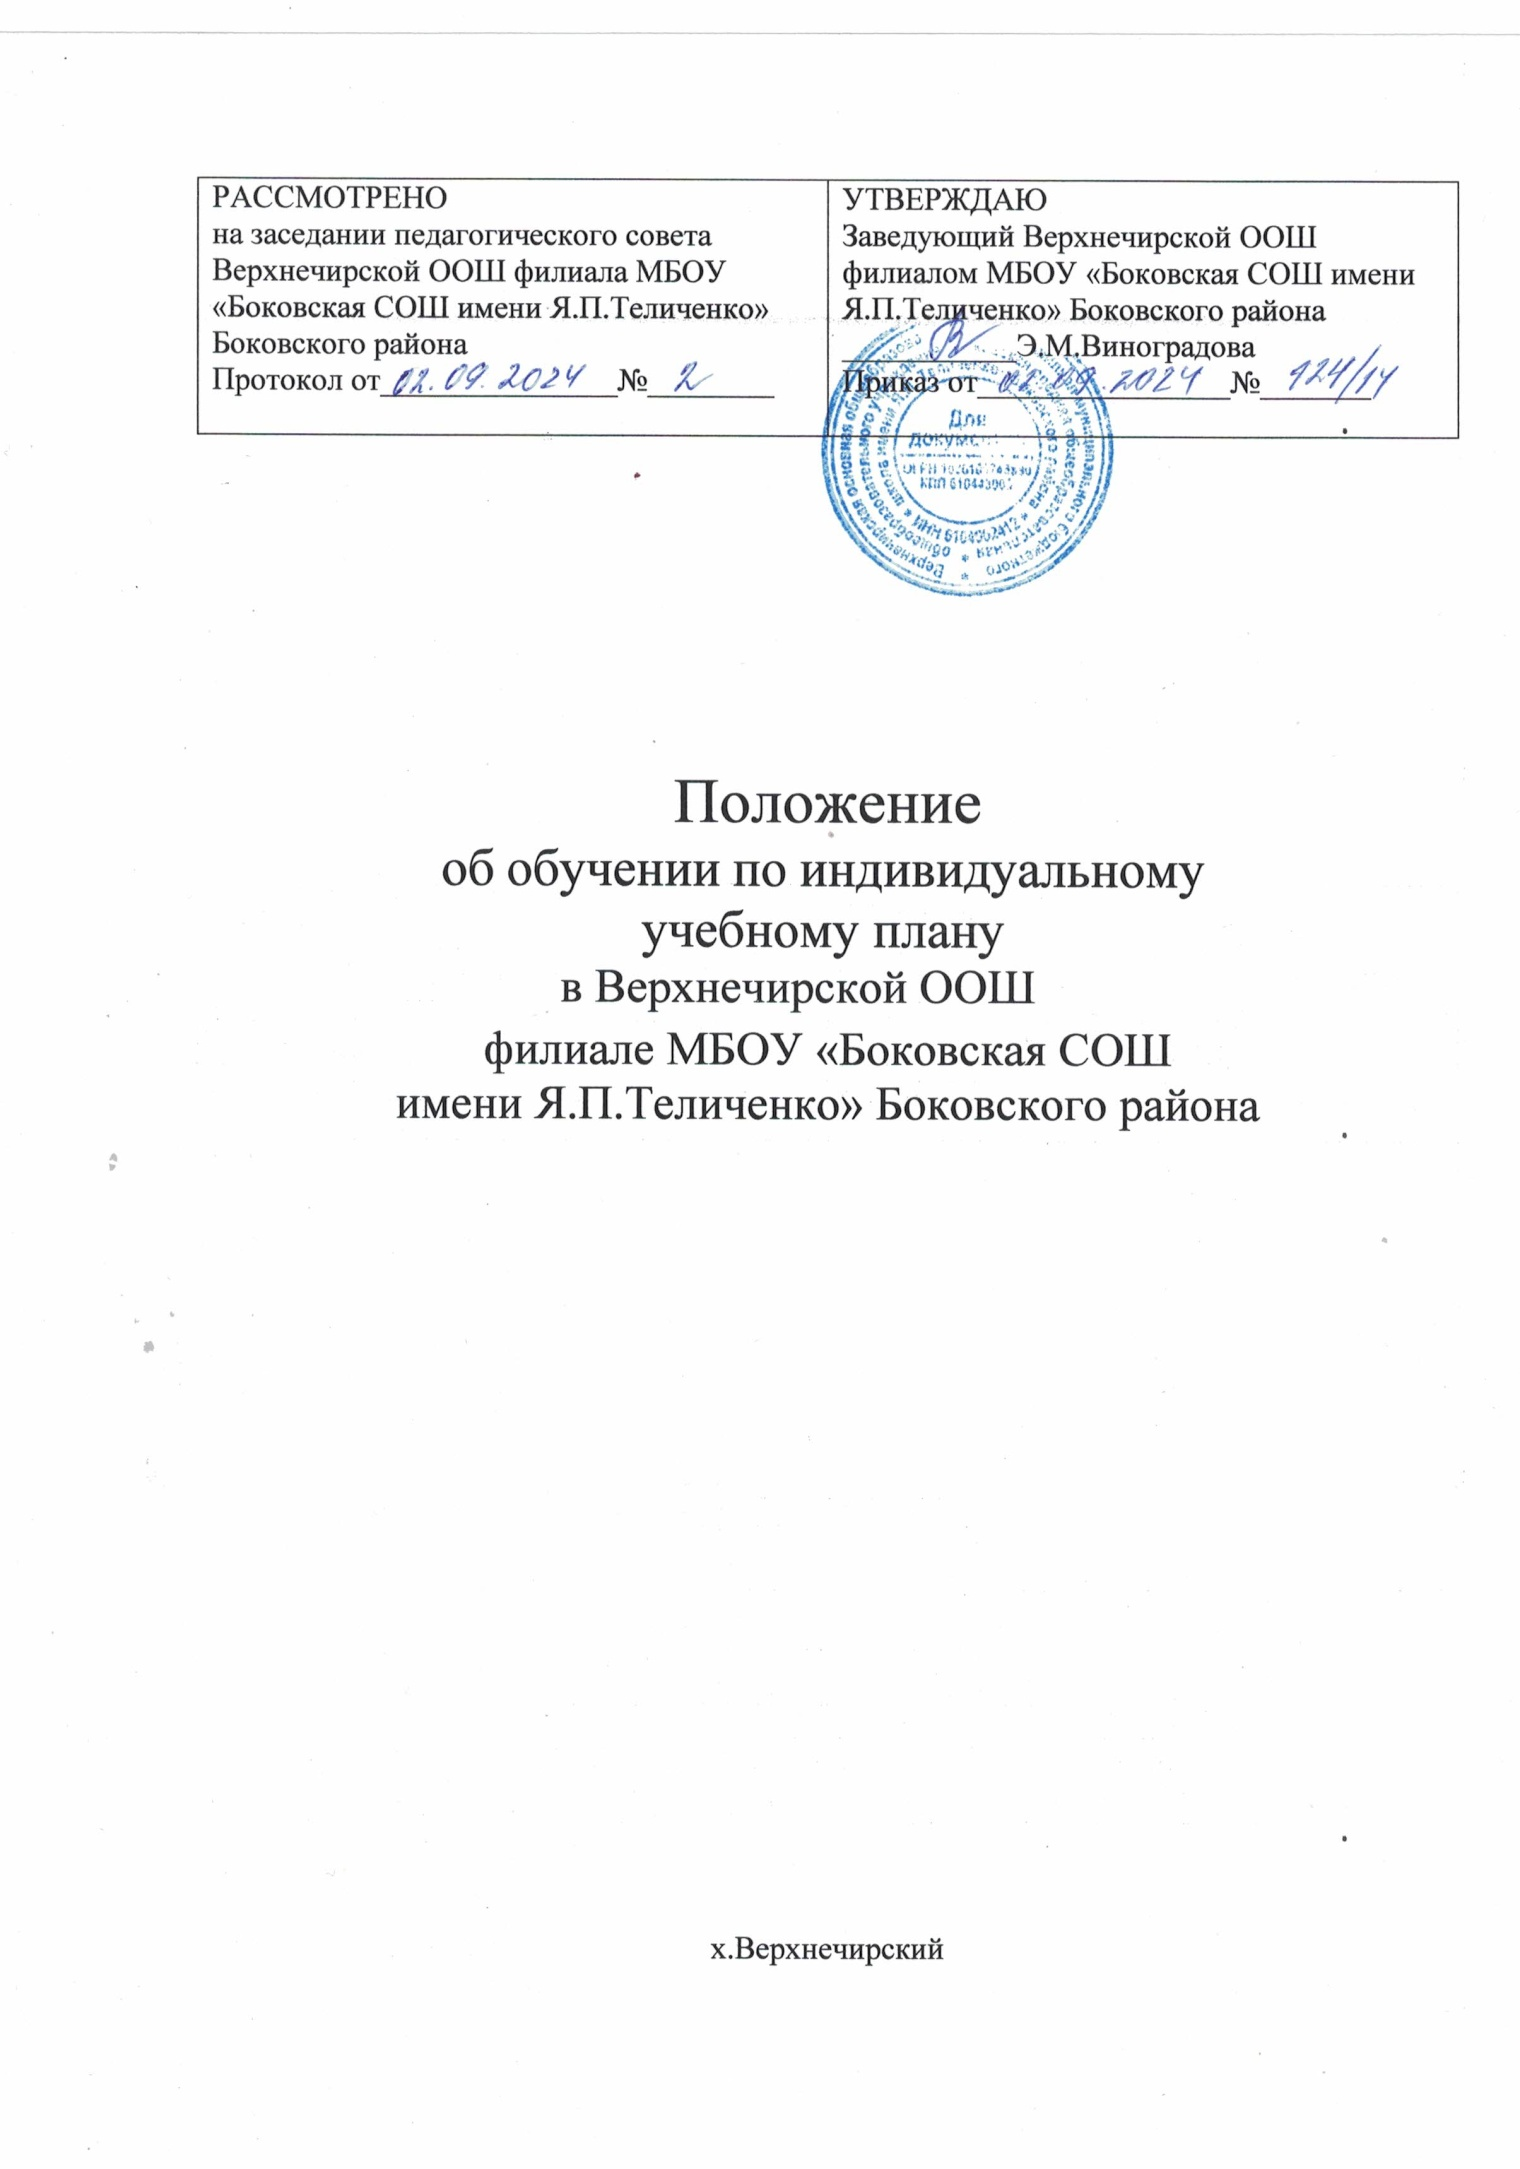 РАССМОТРЕНО
на заседании педагогического совета
Верхнечирской ООШ филиала МБОУ
«Боковская СОШ имени Я.П.Теличенко»
Боковского района
Протокол от 02.09.2024 № 2
УТВЕРЖДАЮ
Заведующий Верхнечирской ООШ
филиалом МБОУ «Боковская СОШ имени
Я.П.Теличенко» Боковского района
Э.М.Виноградова
Приказ от 02.09.2024 № 124/14
Для
Положение
об обучении по индивидуальному
учебному плану
в Верхнечирской ООШ
филиале МБОУ «Боковская СОШ
имени Я.П.Теличенко» Боковского района
х.Верхнечирский